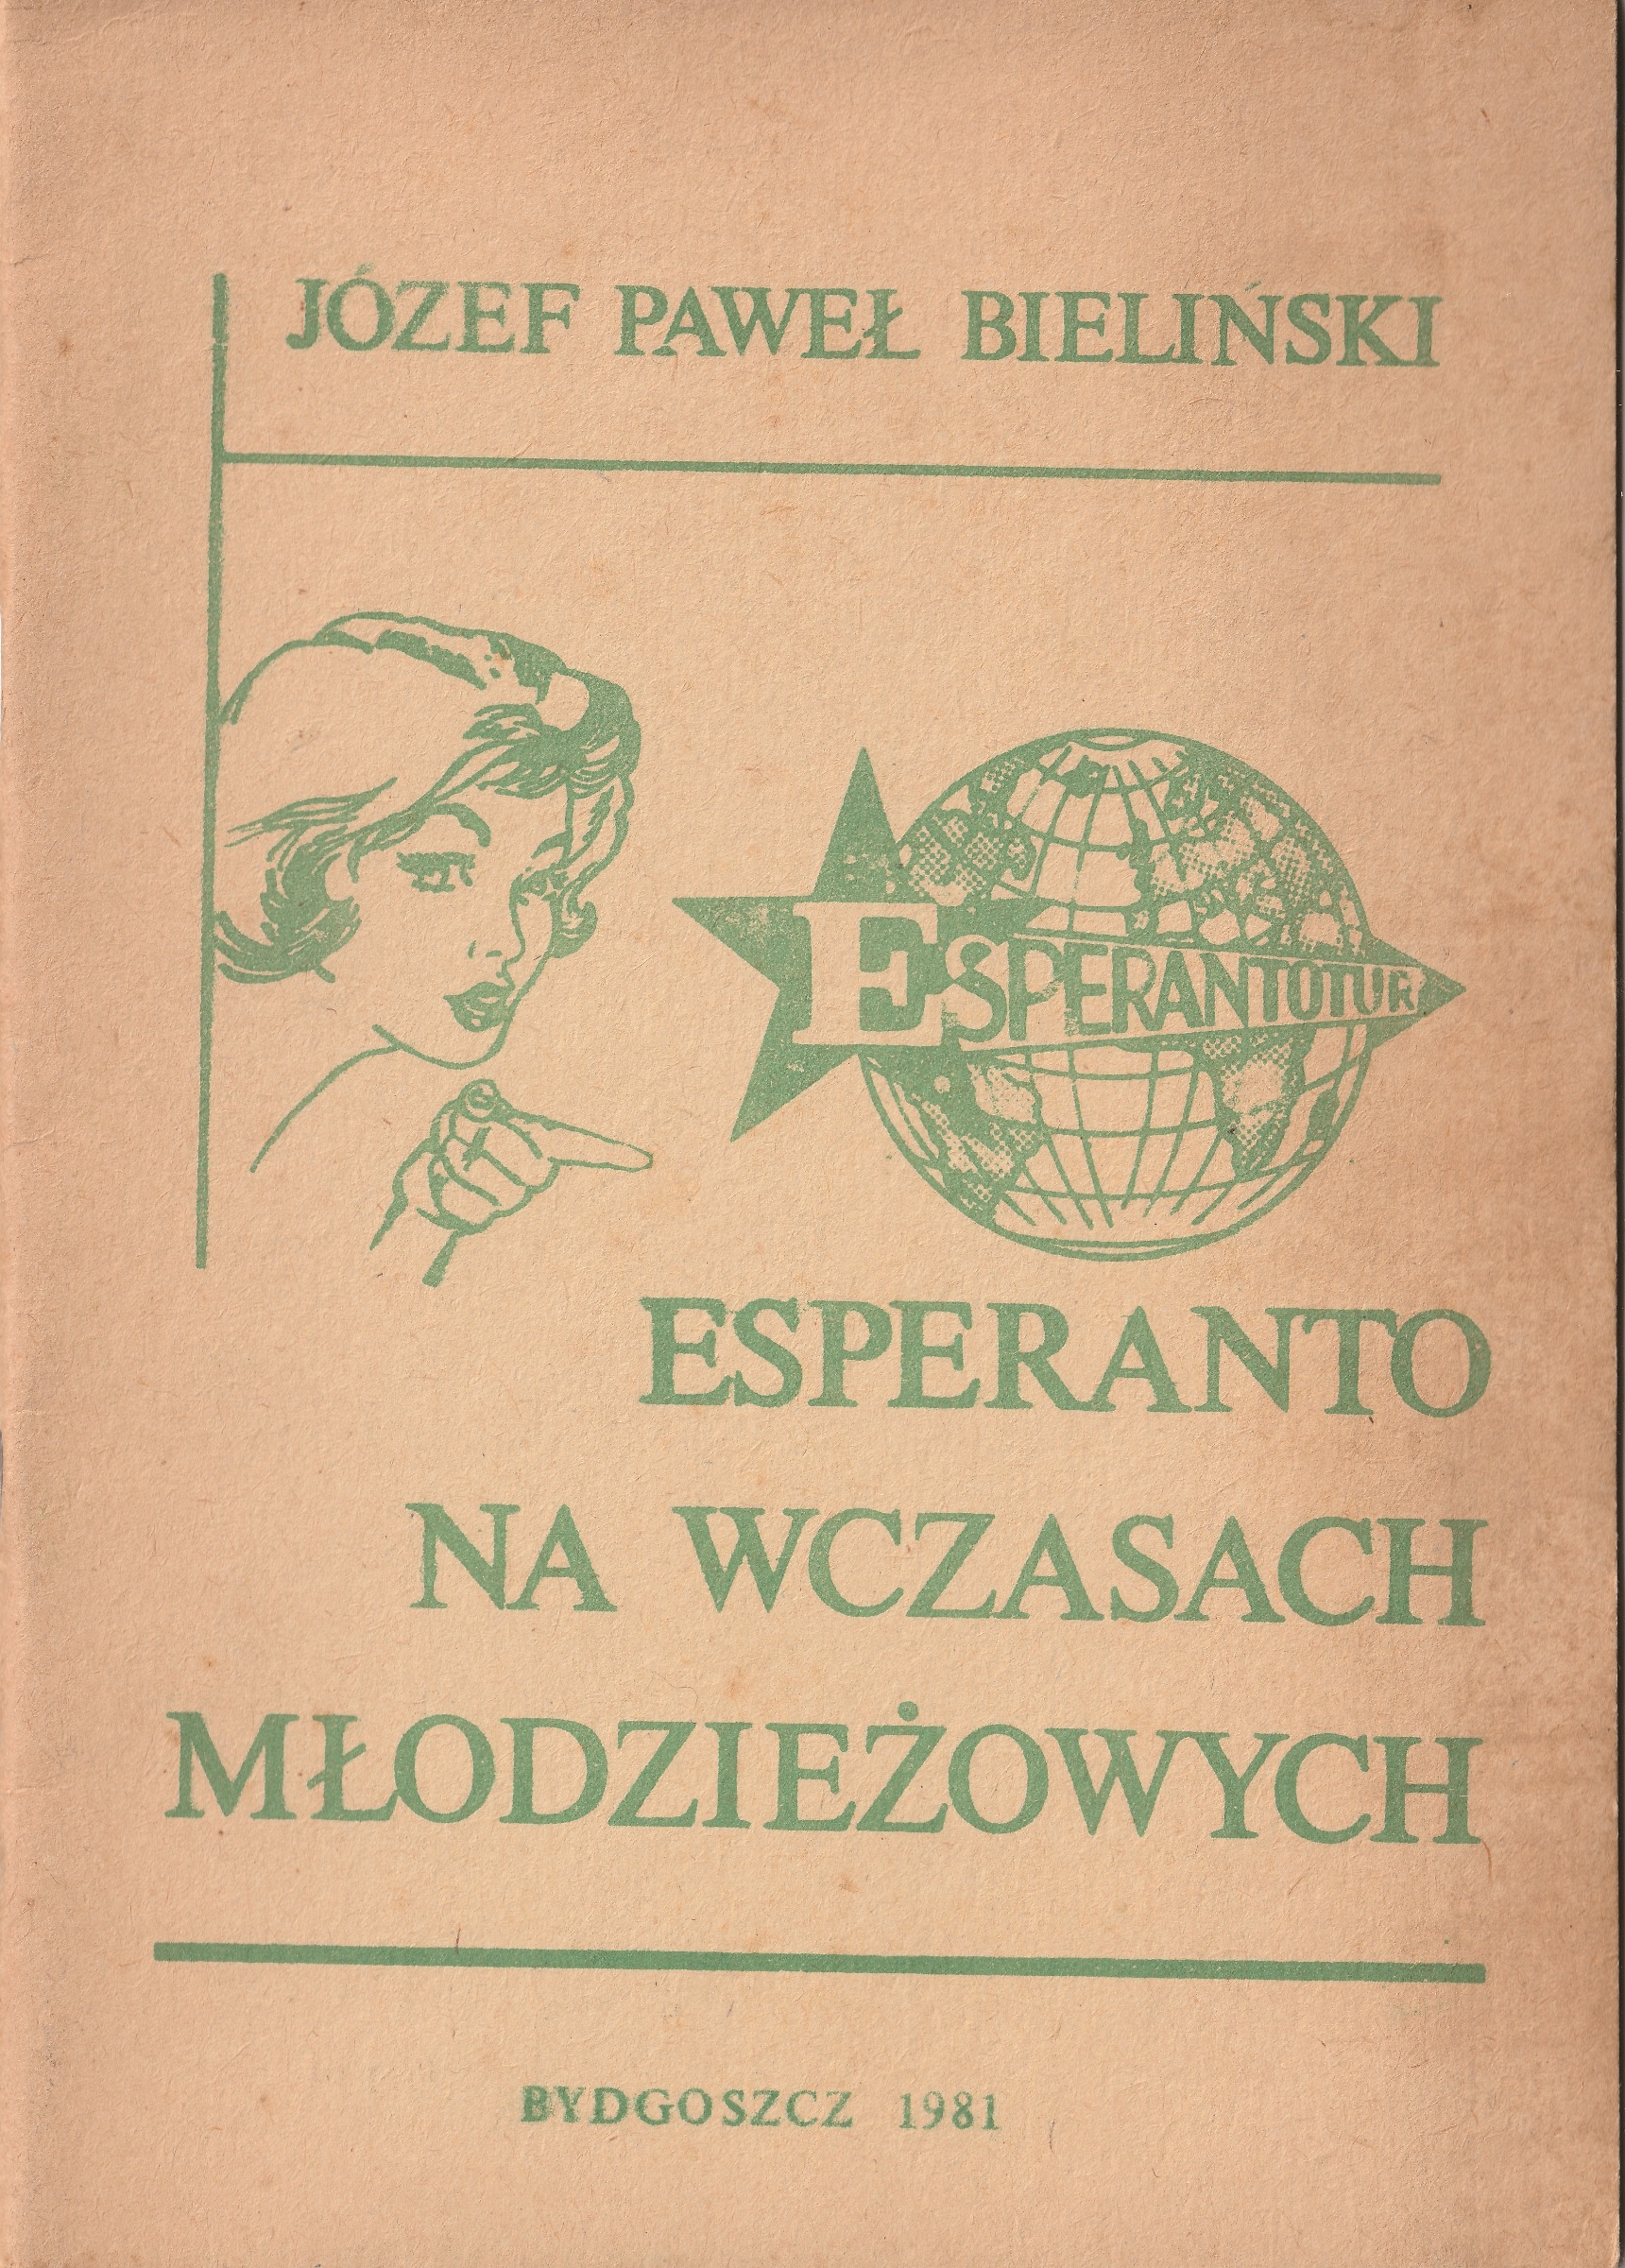 JÓZEF PAWEŁ BIELIŃSKI
ESPERANTOTUR
ESPERANTO
NA WCZASACH
MŁODZIEŻOWYCH
BYDGOSZCZ 1981